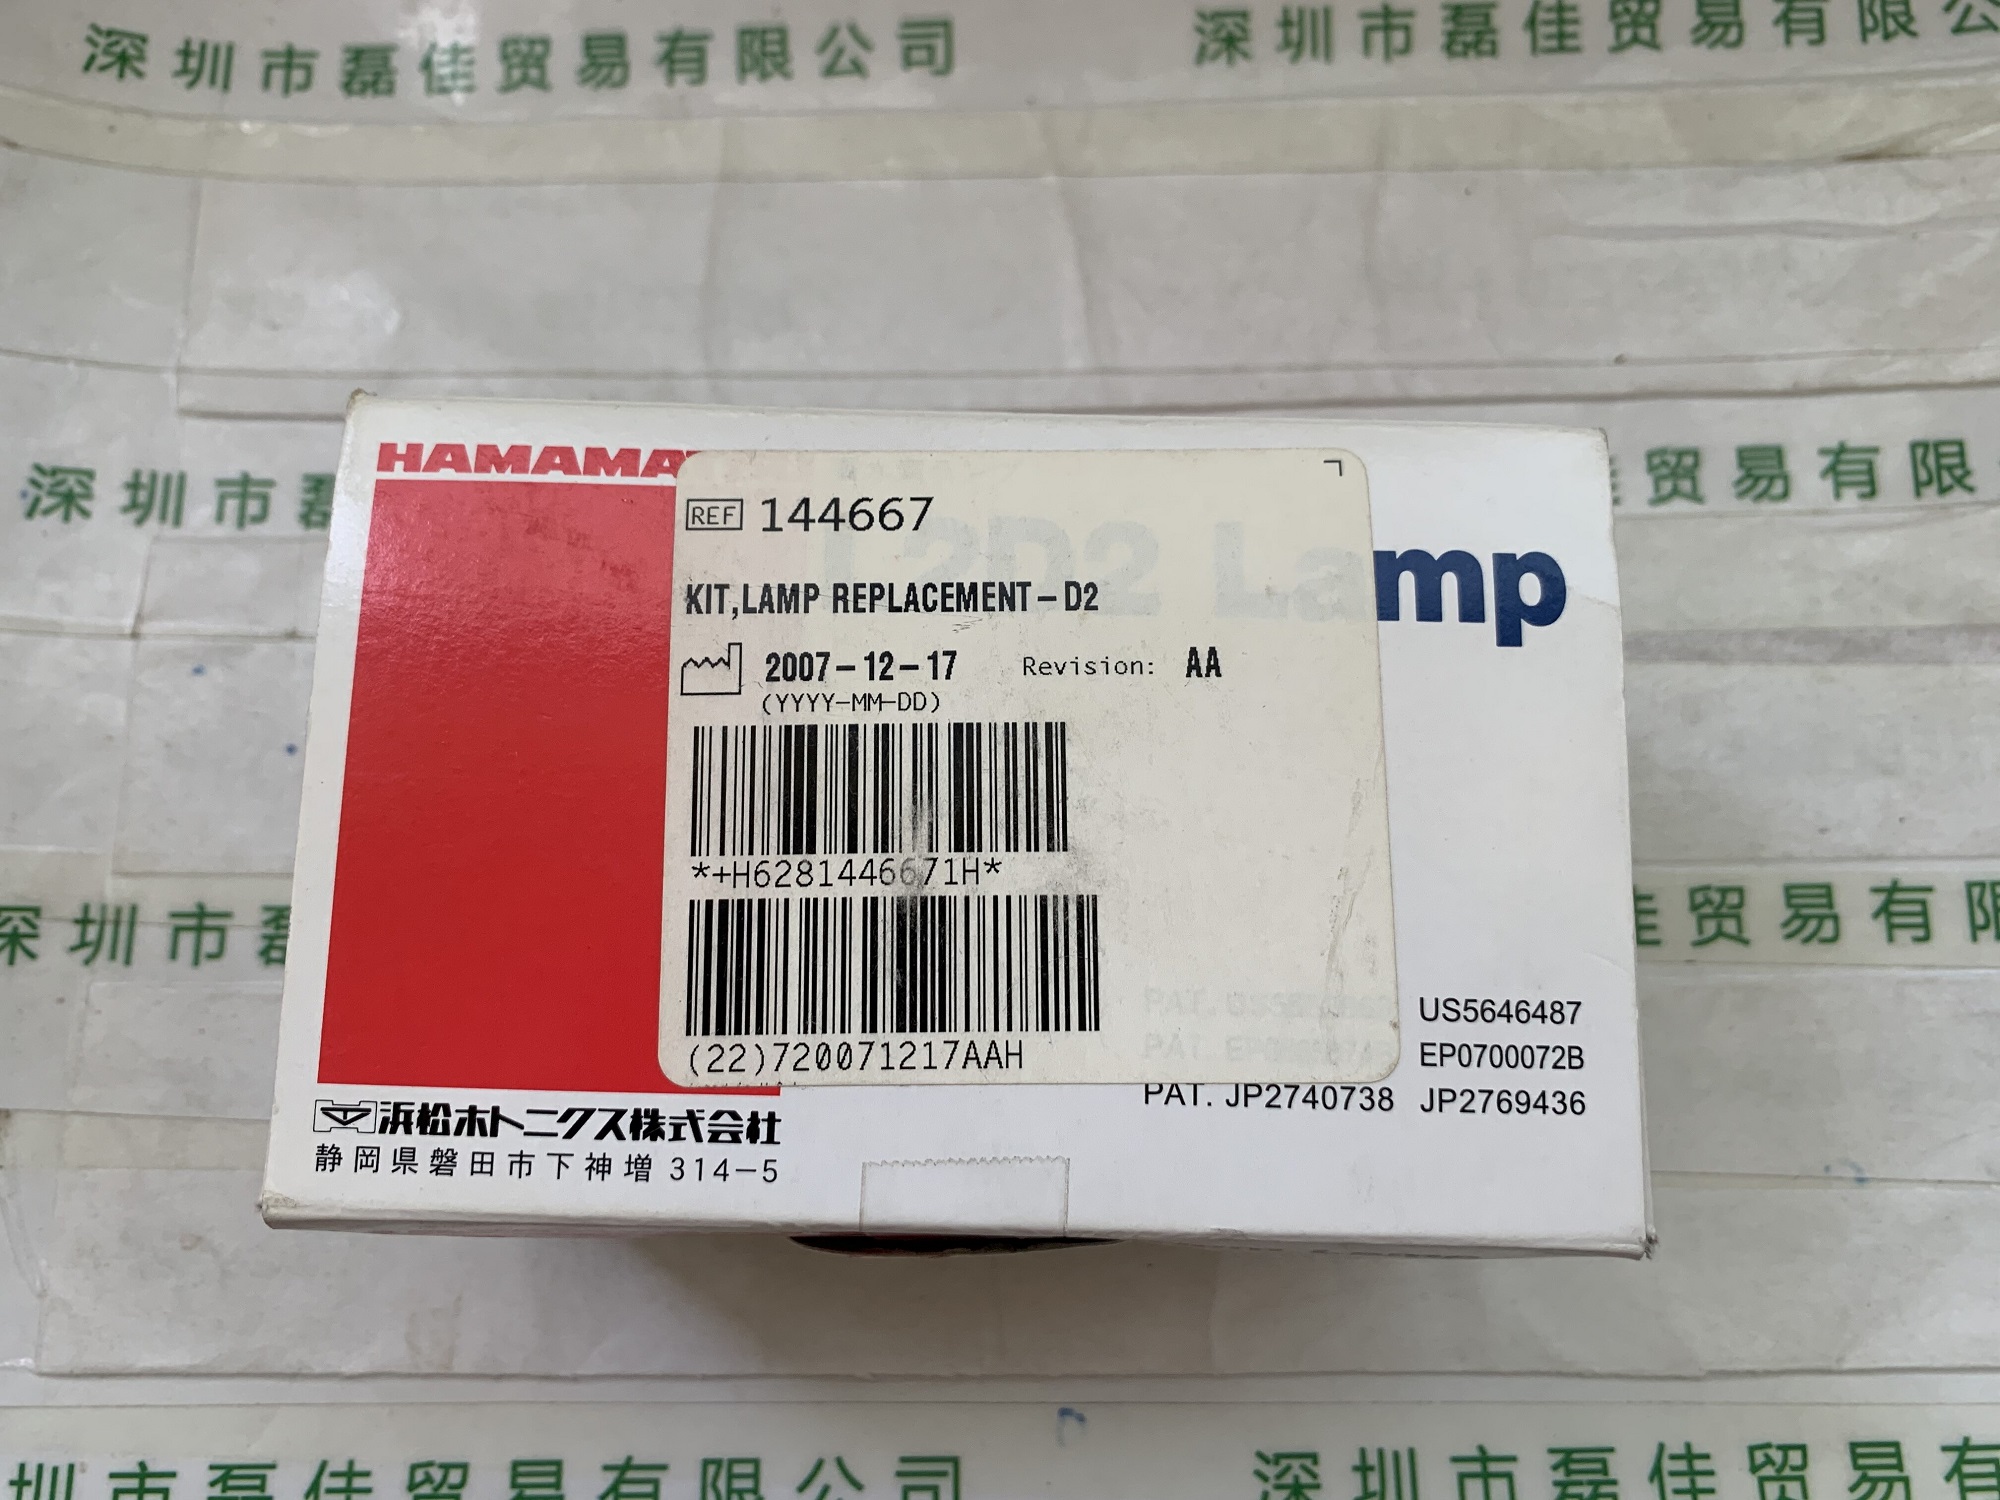 深圳市磊佳贸易有限公司
深圳市磊佳贸易有限公
深圳市磊
佳贸易有限
HAMAMA
REF 144667
L2D2 Lamp
KIT,LAMP REPLACEMENT-D2
2007-12-17 Revision: AA
(YYYY-MM-DD)
*+H6281446671H*
深圳市磊
佳贸易有限
(22)720071217AAH
US5646487
PAT. EP0700072B
PAT. JP2740738 JP2769436
浜松ホトニクス株式会社
静岡県磐田市下神増 314-5
圳市磊佳贸易有限公司
深圳市磊佳贸易有